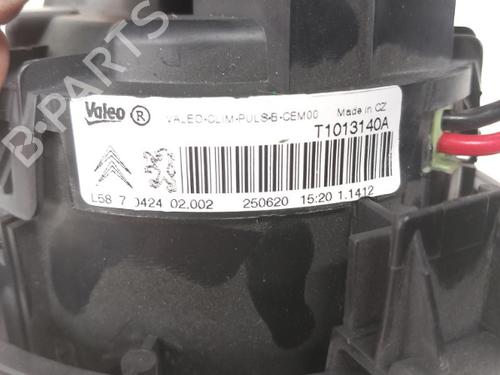 B-PARTS
Valeo ® VALEO-CLIM-PULS-B-CEM00 Made in CZ
T1013140A
L58 7 0424 02.002 250620 15:20 1.1412